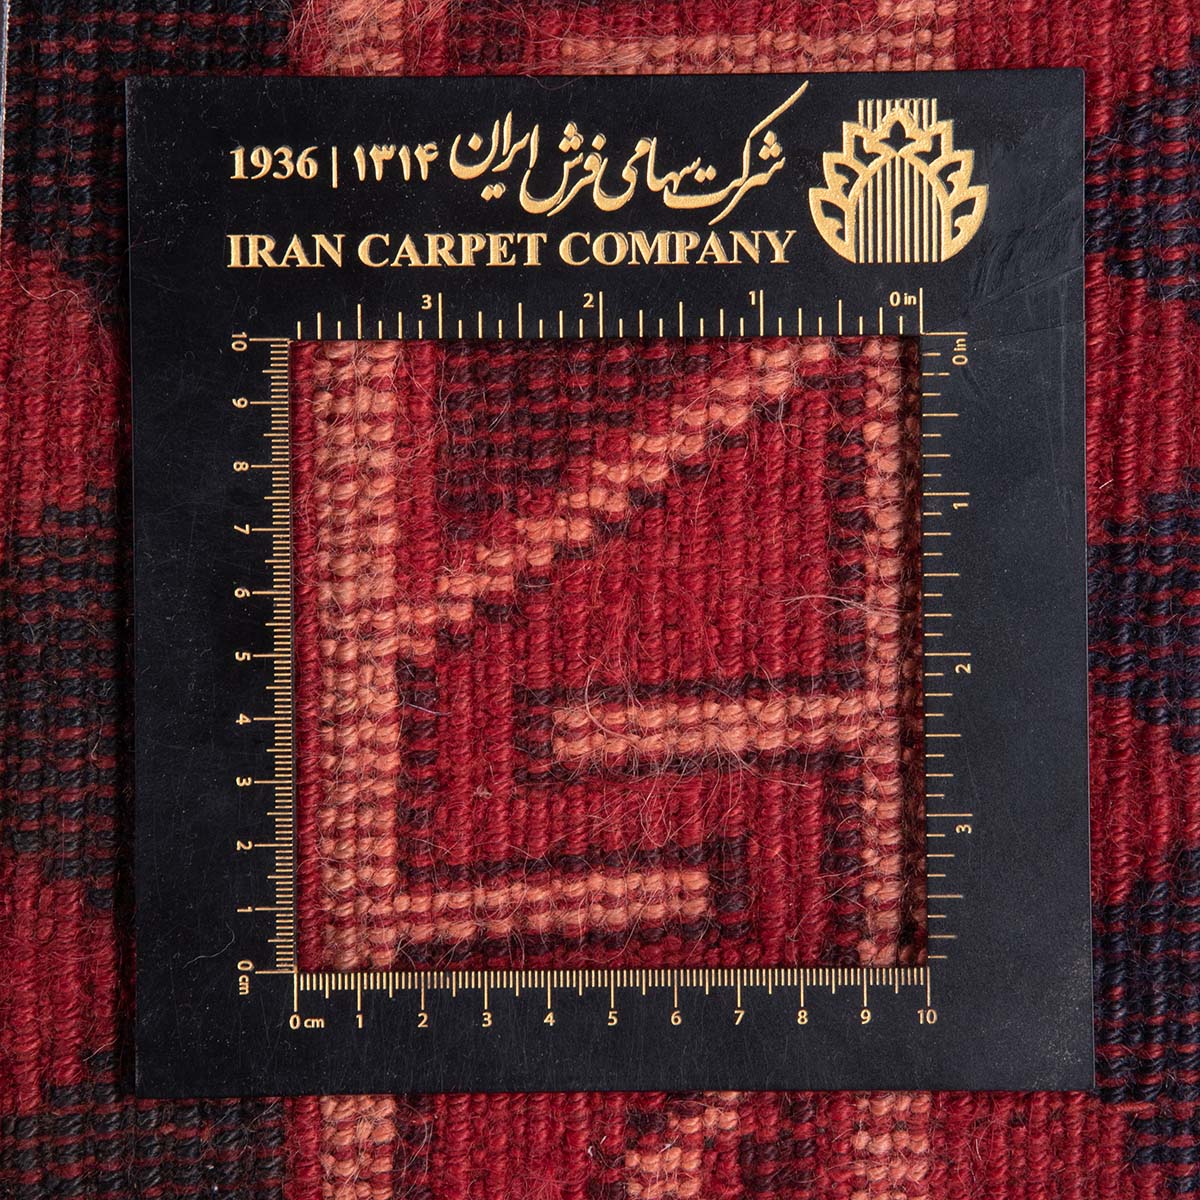 1936 | ۱۳۱۴ شرکت سهامی فرش ایران
IRAN CARPET COMPANY
3 2 1 0 in
0 in 1 2 3
10 9 8 7 6 5 4 3 2 1 0 cm
0 cm 1 2 3 4 5 6 7 8 9 10